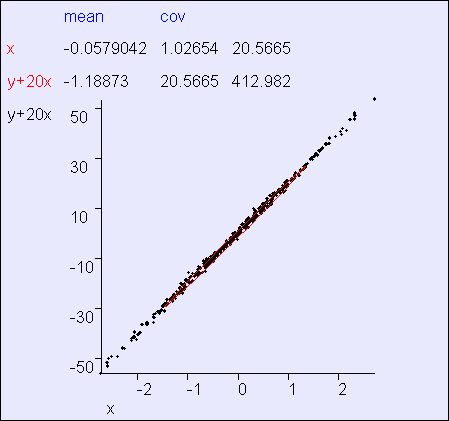 mean cov
x -0.0579042 1.02654 20.5665
y+20x -1.18873 20.5665 412.982
y+20x 50
30
10
-10
-30
-50
-2 -1 0 1 2
x